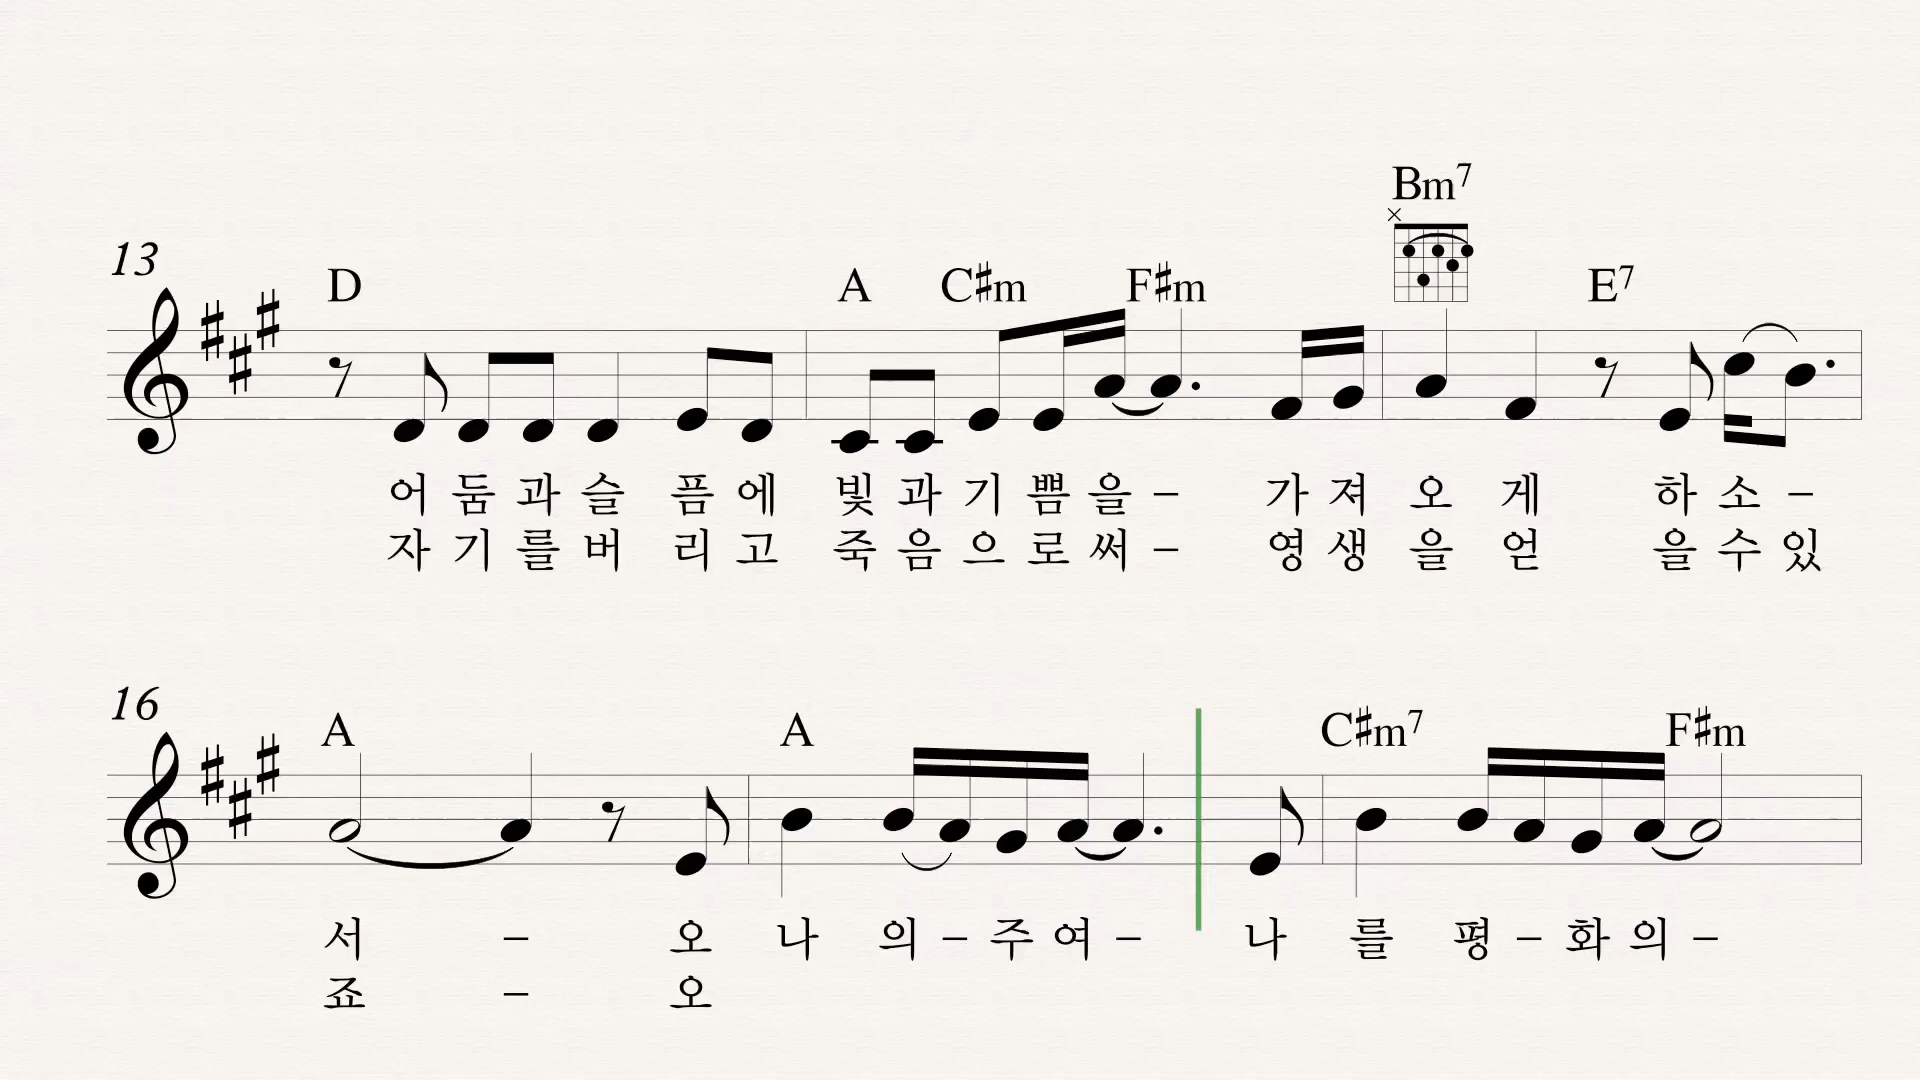 Bm7
13
D A C♯m F♯m E7
어 둠 과 슬 픔 에 빛 과 기 쁨 을 – 가 져 오 게 하 소 –
자 기 를 버 리 고 죽 음 으 로 써 – 영 생 을 얻 을 수 있
16
A A C♯m7 F♯m
서 – 오 나 의 – 주 여 – 나 를 평 – 화 의 –
죠 – 오